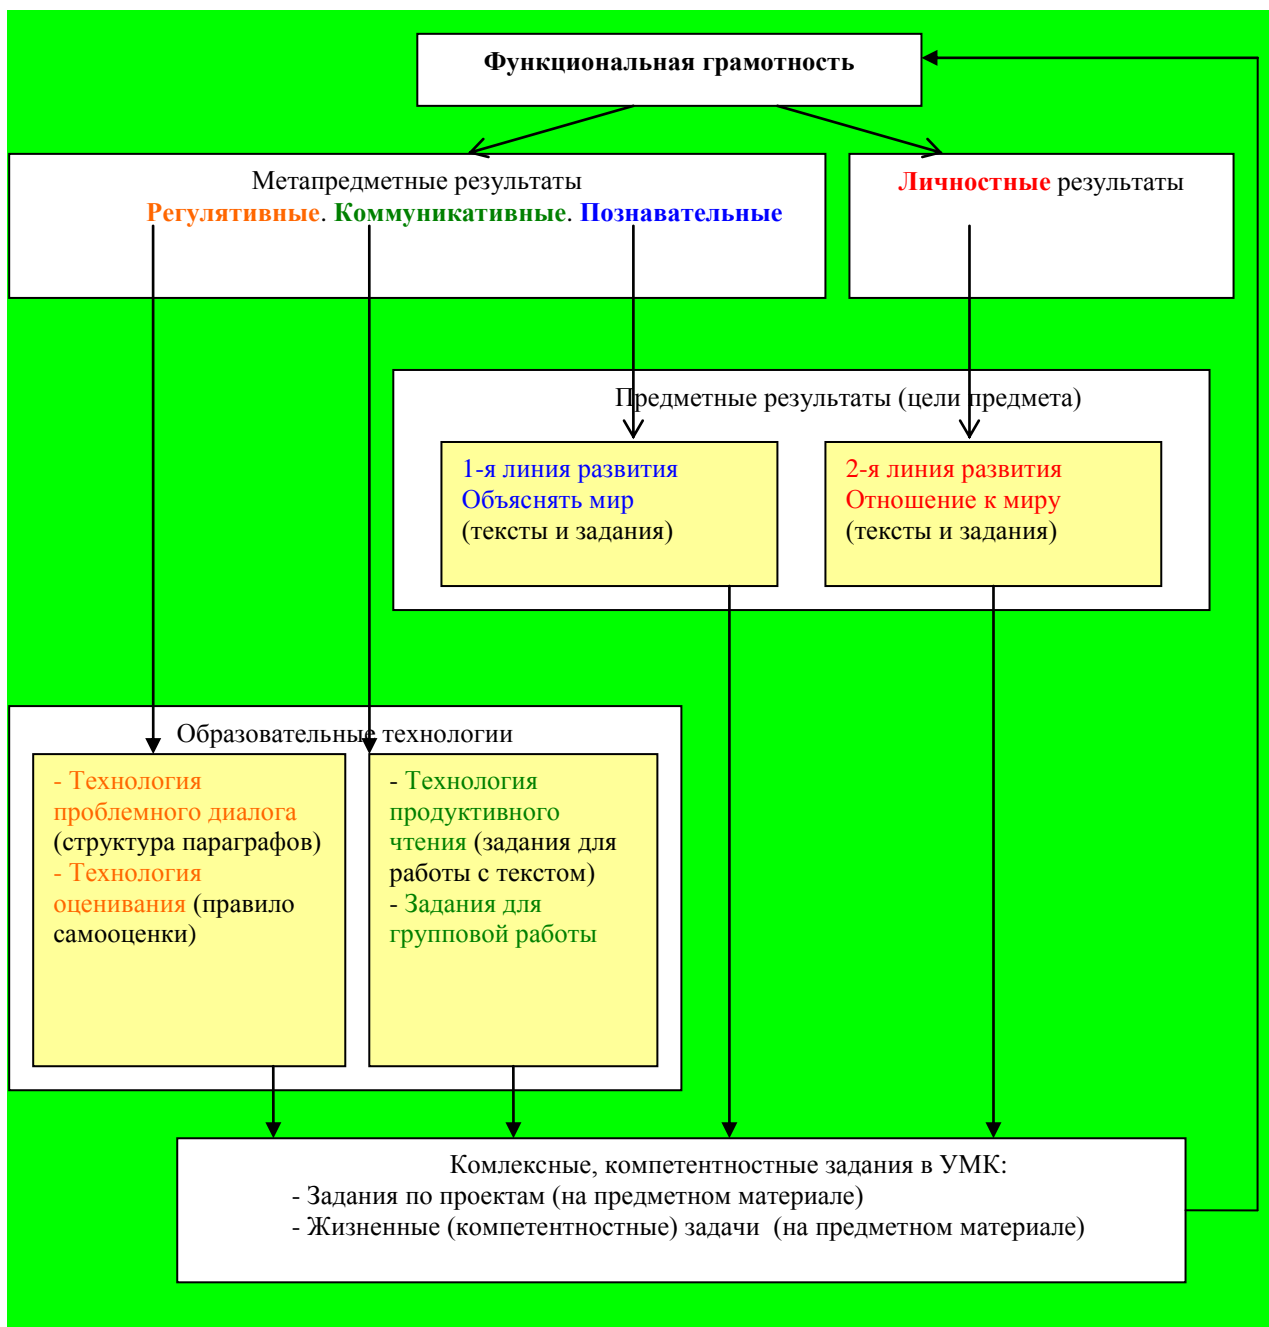 Функциональная грамотность
Метапредметные результаты
Регулятивные. Коммуникативные. Познавательные
Личностные результаты
Предметные результаты (цели предмета)
1-я линия развития
Объяснять мир
(тексты и задания)
2-я линия развития
Отношение к миру
(тексты и задания)
Образовательные технологии
- Технология
проблемного диалога
(структура параграфов)
- Технология
оценивания (правило
самооценки)
- Технология
продуктивного
чтения (задания для
работы с текстом)
- Задания для
групповой работы
Комлексные, компетентностные задания в УМК:
- Задания по проектам (на предметном материале)
- Жизненные (компетентностные) задачи (на предметном материале)